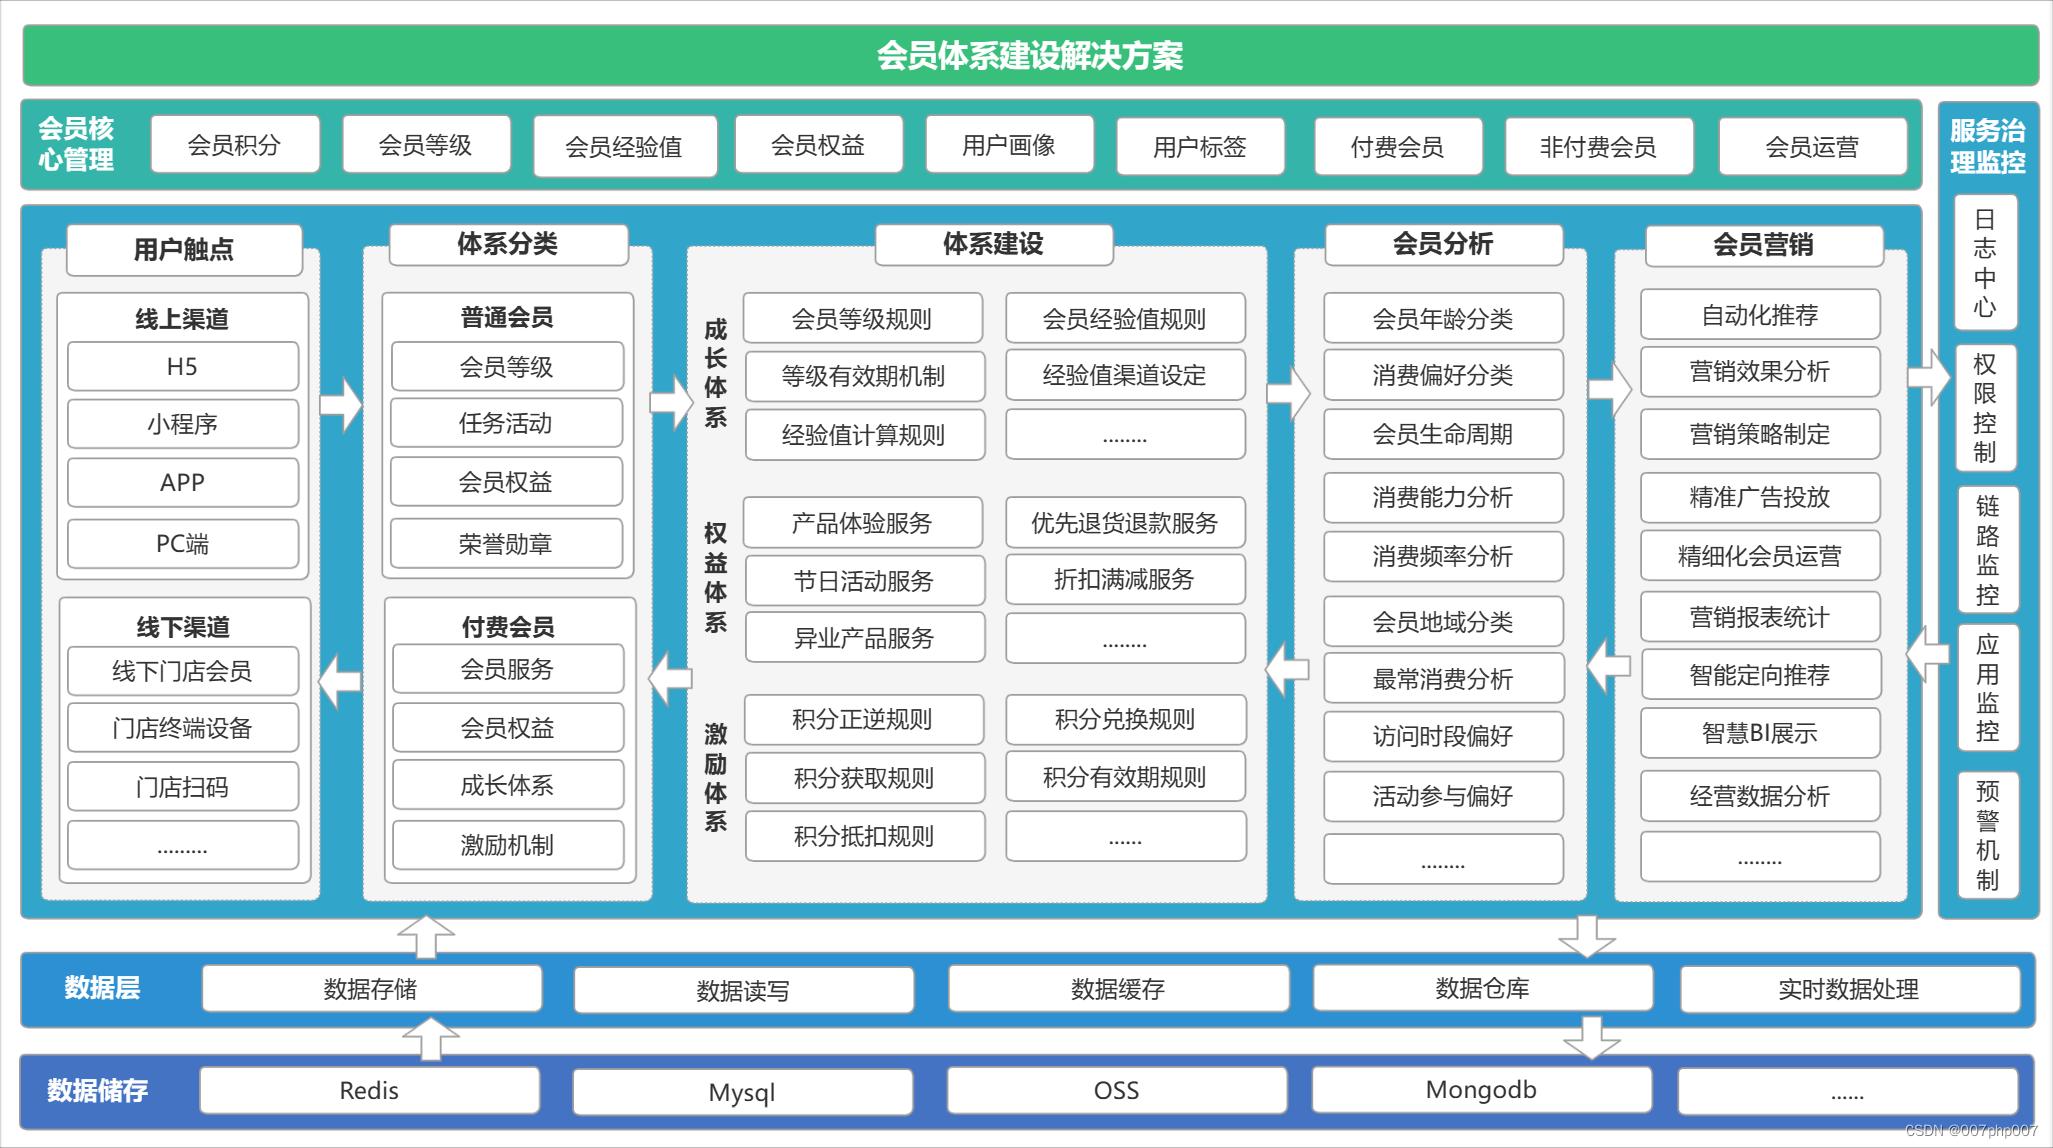 会员体系建设解决方案
会员核
心管理
会员积分
会员等级
会员经验值
会员权益
用户画像
用户标签
付费会员
非付费会员
会员运营
用户触点
线上渠道
H5
小程序
APP
PC端
线下渠道
线下门店会员
门店终端设备
门店扫码
.........
体系分类
普通会员
会员等级
任务活动
会员权益
荣誉勋章
付费会员
会员服务
会员权益
成长体系
激励机制
体系建设
成长体系
会员等级规则
会员经验值规则
等级有效期机制
经验值渠道设定
经验值计算规则
........
权益体系
产品体验服务
优先退货退款服务
节日活动服务
折扣满减服务
异业产品服务
........
激励体系
积分正逆规则
积分兑换规则
积分获取规则
积分有效期规则
积分抵扣规则
......
会员分析
会员年龄分类
消费偏好分类
会员生命周期
消费能力分析
消费频率分析
会员地域分类
最常消费分析
访问时段偏好
活动参与偏好
........
会员营销
自动化推荐
营销效果分析
营销策略制定
精准广告投放
精细化会员运营
营销报表统计
智能定向推荐
智慧BI展示
经营数据分析
........
服务治
理监控
日志中心
权限控制
链路监控
应用监控
预警机制
数据层
数据存储
数据读写
数据缓存
数据仓库
实时数据处理
数据储存
Redis
Mysql
OSS
Mongodb
......
CSDN @007php007